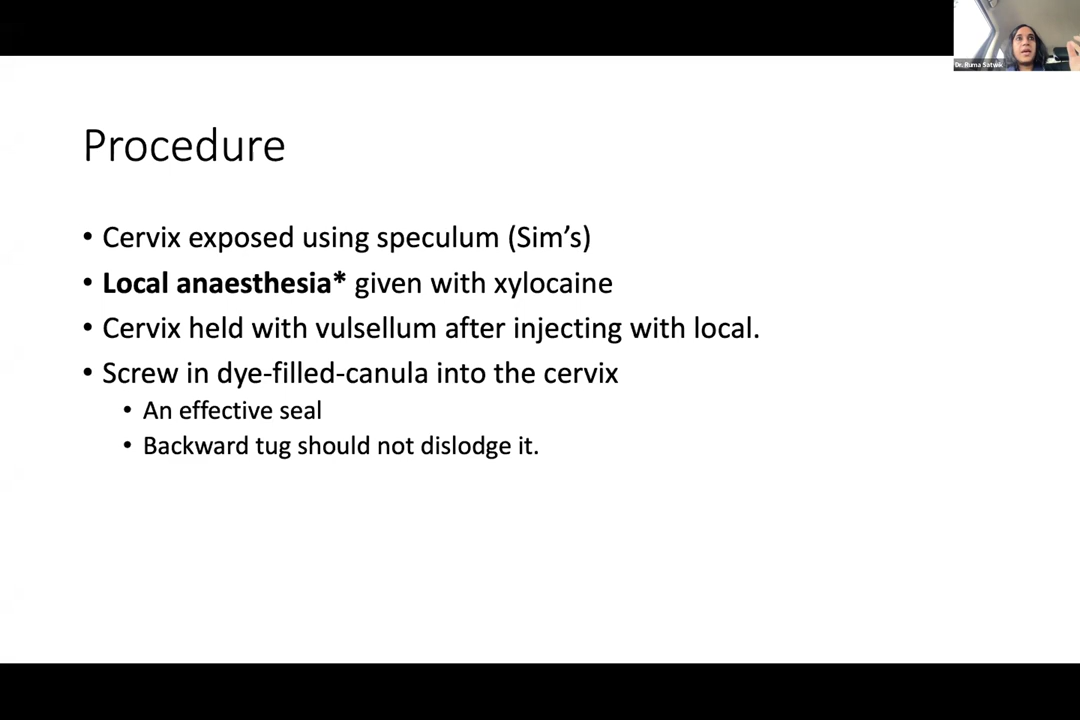 Dr. Ruma Satwik
Procedure
• Cervix exposed using speculum (Sim’s)
• Local anaesthesia* given with xylocaine
• Cervix held with vulsellum after injecting with local.
• Screw in dye-filled-canula into the cervix
• An effective seal
• Backward tug should not dislodge it.